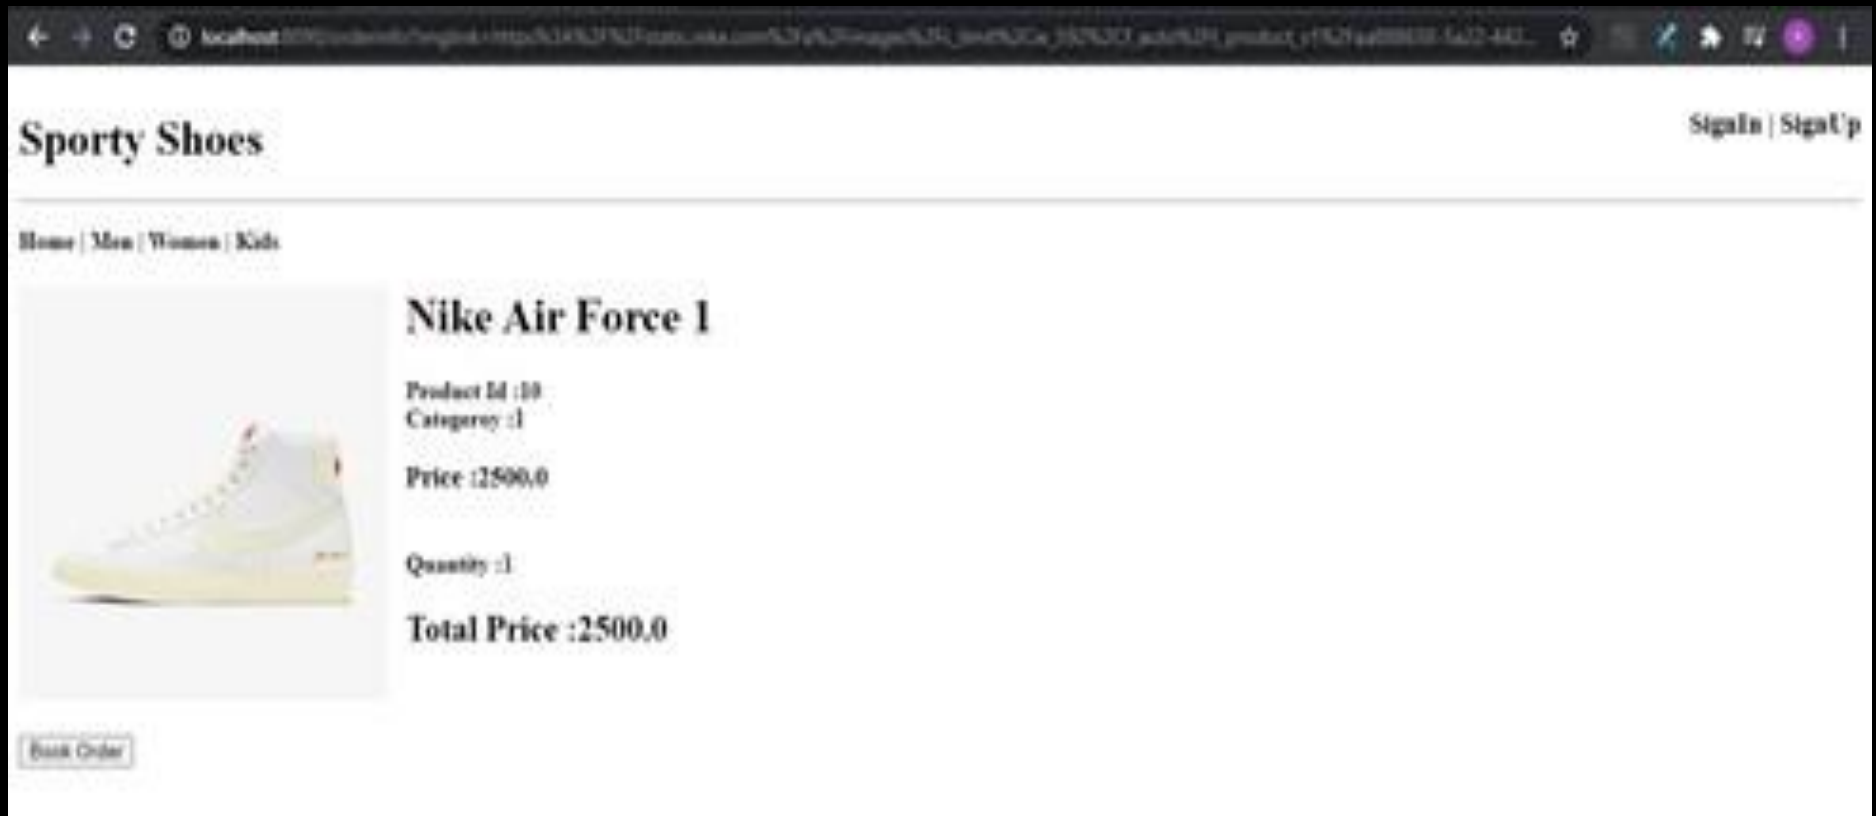 localhost
Sporty Shoes
SignIn | SignUp
Home | Men | Women | Kids
Nike Air Force 1
Product Id :10
Categoroy :1
Price :2500.0
Quantity :1
Total Price :2500.0
Book Order